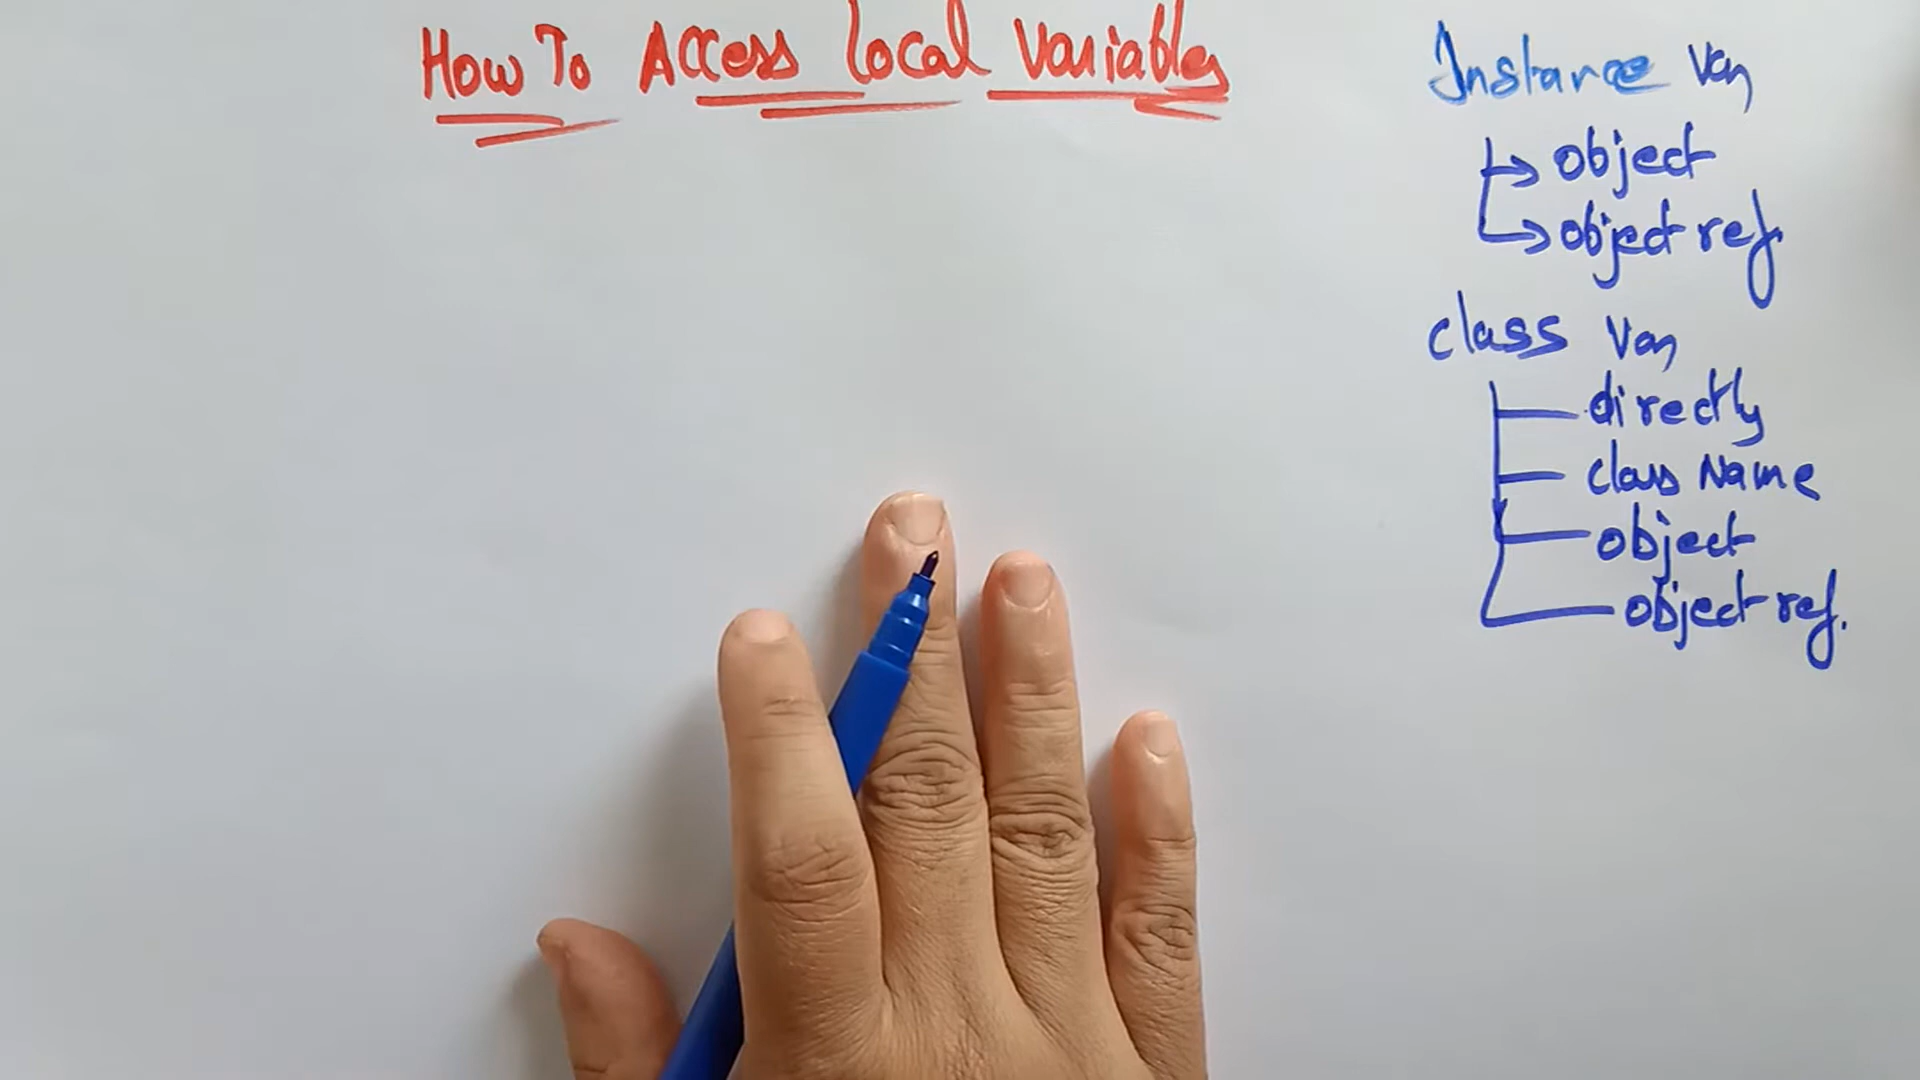 How To Access local variables
Instance Var
object
object ref
class Var
directly
class Name
object
object ref.